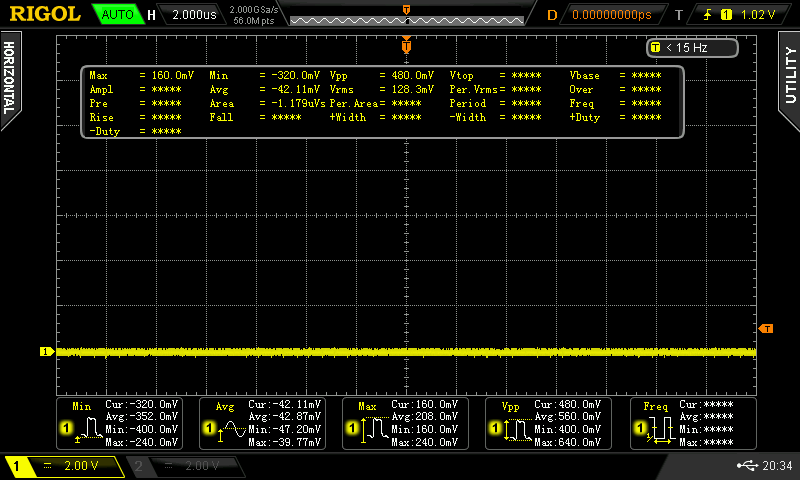 RIGOL AUTO H 2.000us 2.000GSa/s 56.0M pts T D 0.00000000ps T 1 1.02 V
HORIZONTAL
UTILITY
T
T < 15 Hz
Max = 160.0mV Min = -320.0mV Vpp = 480.0mV Vtop = ***** Vbase = *****
Ampl = ***** Avg = -42.11mV Vrms = 128.3mV Per.Vrms= ***** Over = *****
Pre = ***** Area = -1.179uVs Per.Area= ***** Period = ***** Freq = *****
Rise = ***** Fall = ***** +Width = ***** -Width = ***** +Duty = *****
-Duty = *****
T
1
Min Cur:-320.0mV
Avg:-352.0mV
1 Min:-400.0mV
Max:-240.0mV
Avg Cur:-42.11mV
Avg:-42.87mV
1 Min:-47.20mV
Max:-39.77mV
Max Cur:160.0mV
Avg:208.0mV
1 Min:160.0mV
Max:240.0mV
Vpp Cur:480.0mV
Avg:560.0mV
1 Min:400.0mV
Max:640.0mV
Freq Cur:*****
Avg:*****
1 Min:*****
Max:*****
1 = 2.00 V 2 = 2.00 V 20:34